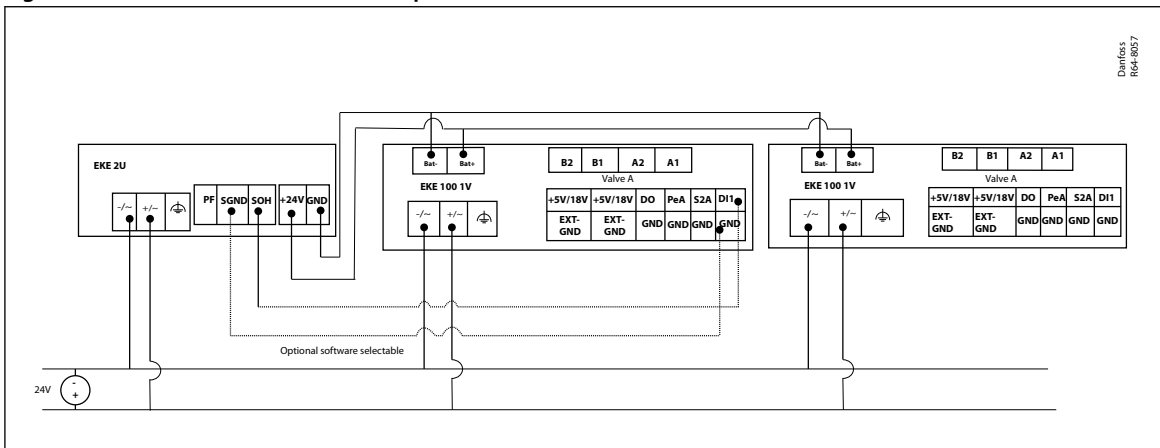 Danfoss
R64-8057
EKE 2U
-/~ +/~
PF SGND SOH +24V GND
Bat- Bat+
EKE 100 1V
-/~ +/~
B2 B1 A2 A1
Valve A
+5V/18V +5V/18V DO PeA S2A DI1
EXT-GND EXT-GND GND GND GND GND
Bat- Bat+
EKE 100 1V
-/~ +/~
B2 B1 A2 A1
Valve A
+5V/18V +5V/18V DO PeA S2A DI1
EXT-GND EXT-GND GND GND GND GND
Optional software selectable
24V
-
+